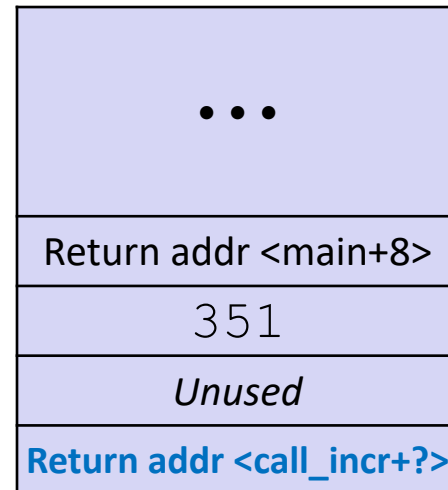 • • •
Return addr <main+8>
351
Unused
Return addr <call_incr+?>